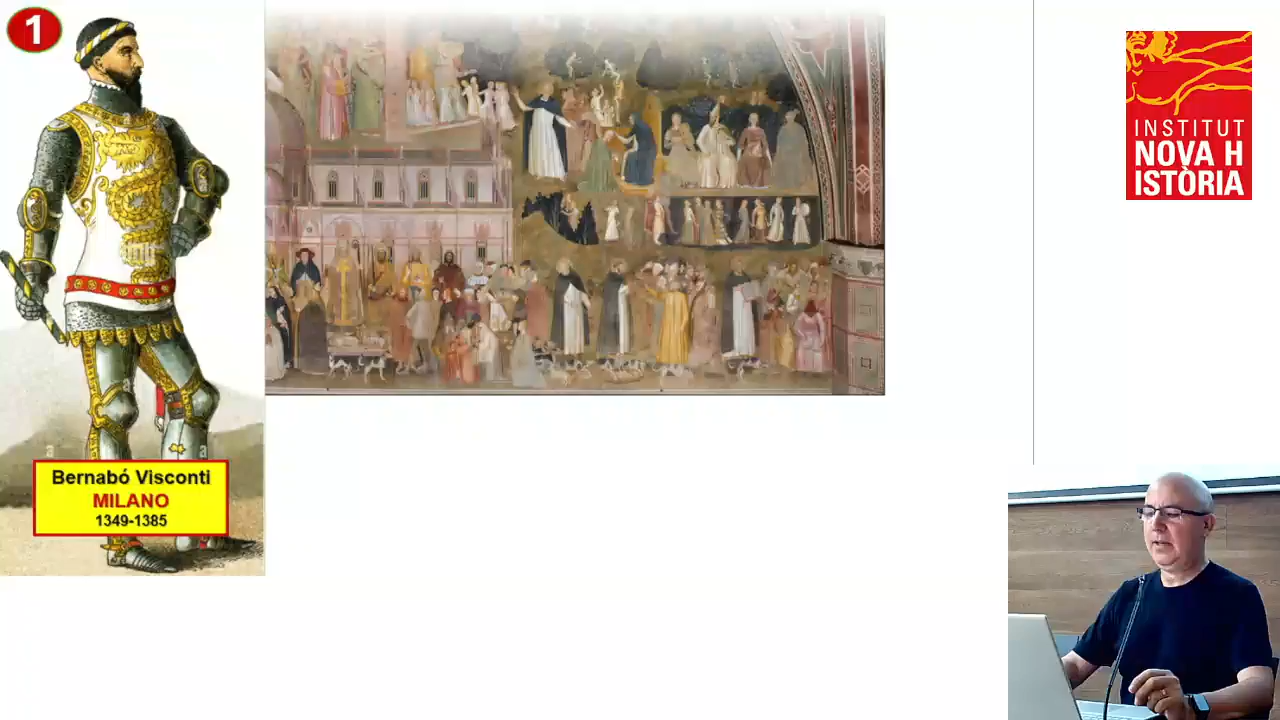 1
INSTITUT
NOVA H
ISTÒRIA
Bernabó Visconti
MILANO
1349-1385